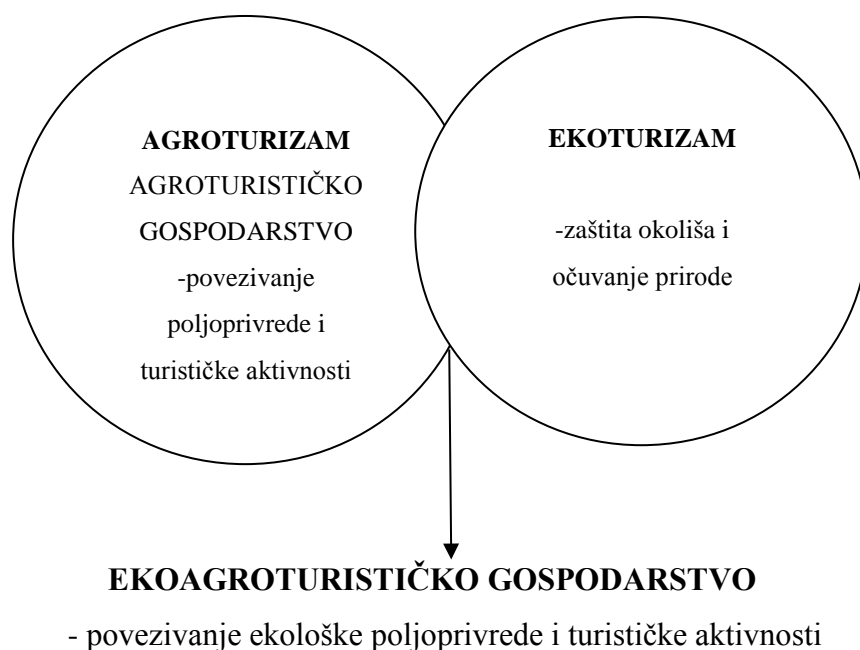 AGROTURIZAM
AGROTURISTIČKO
GOSPODARSTVO
-povezivanje
poljoprivrede i
turističke aktivnosti
EKOTURIZAM
-zaštita okoliša i
očuvanje prirode
EKOAGROTURISTIČKO GOSPODARSTVO
- povezivanje ekološke poljoprivrede i turističke aktivnosti